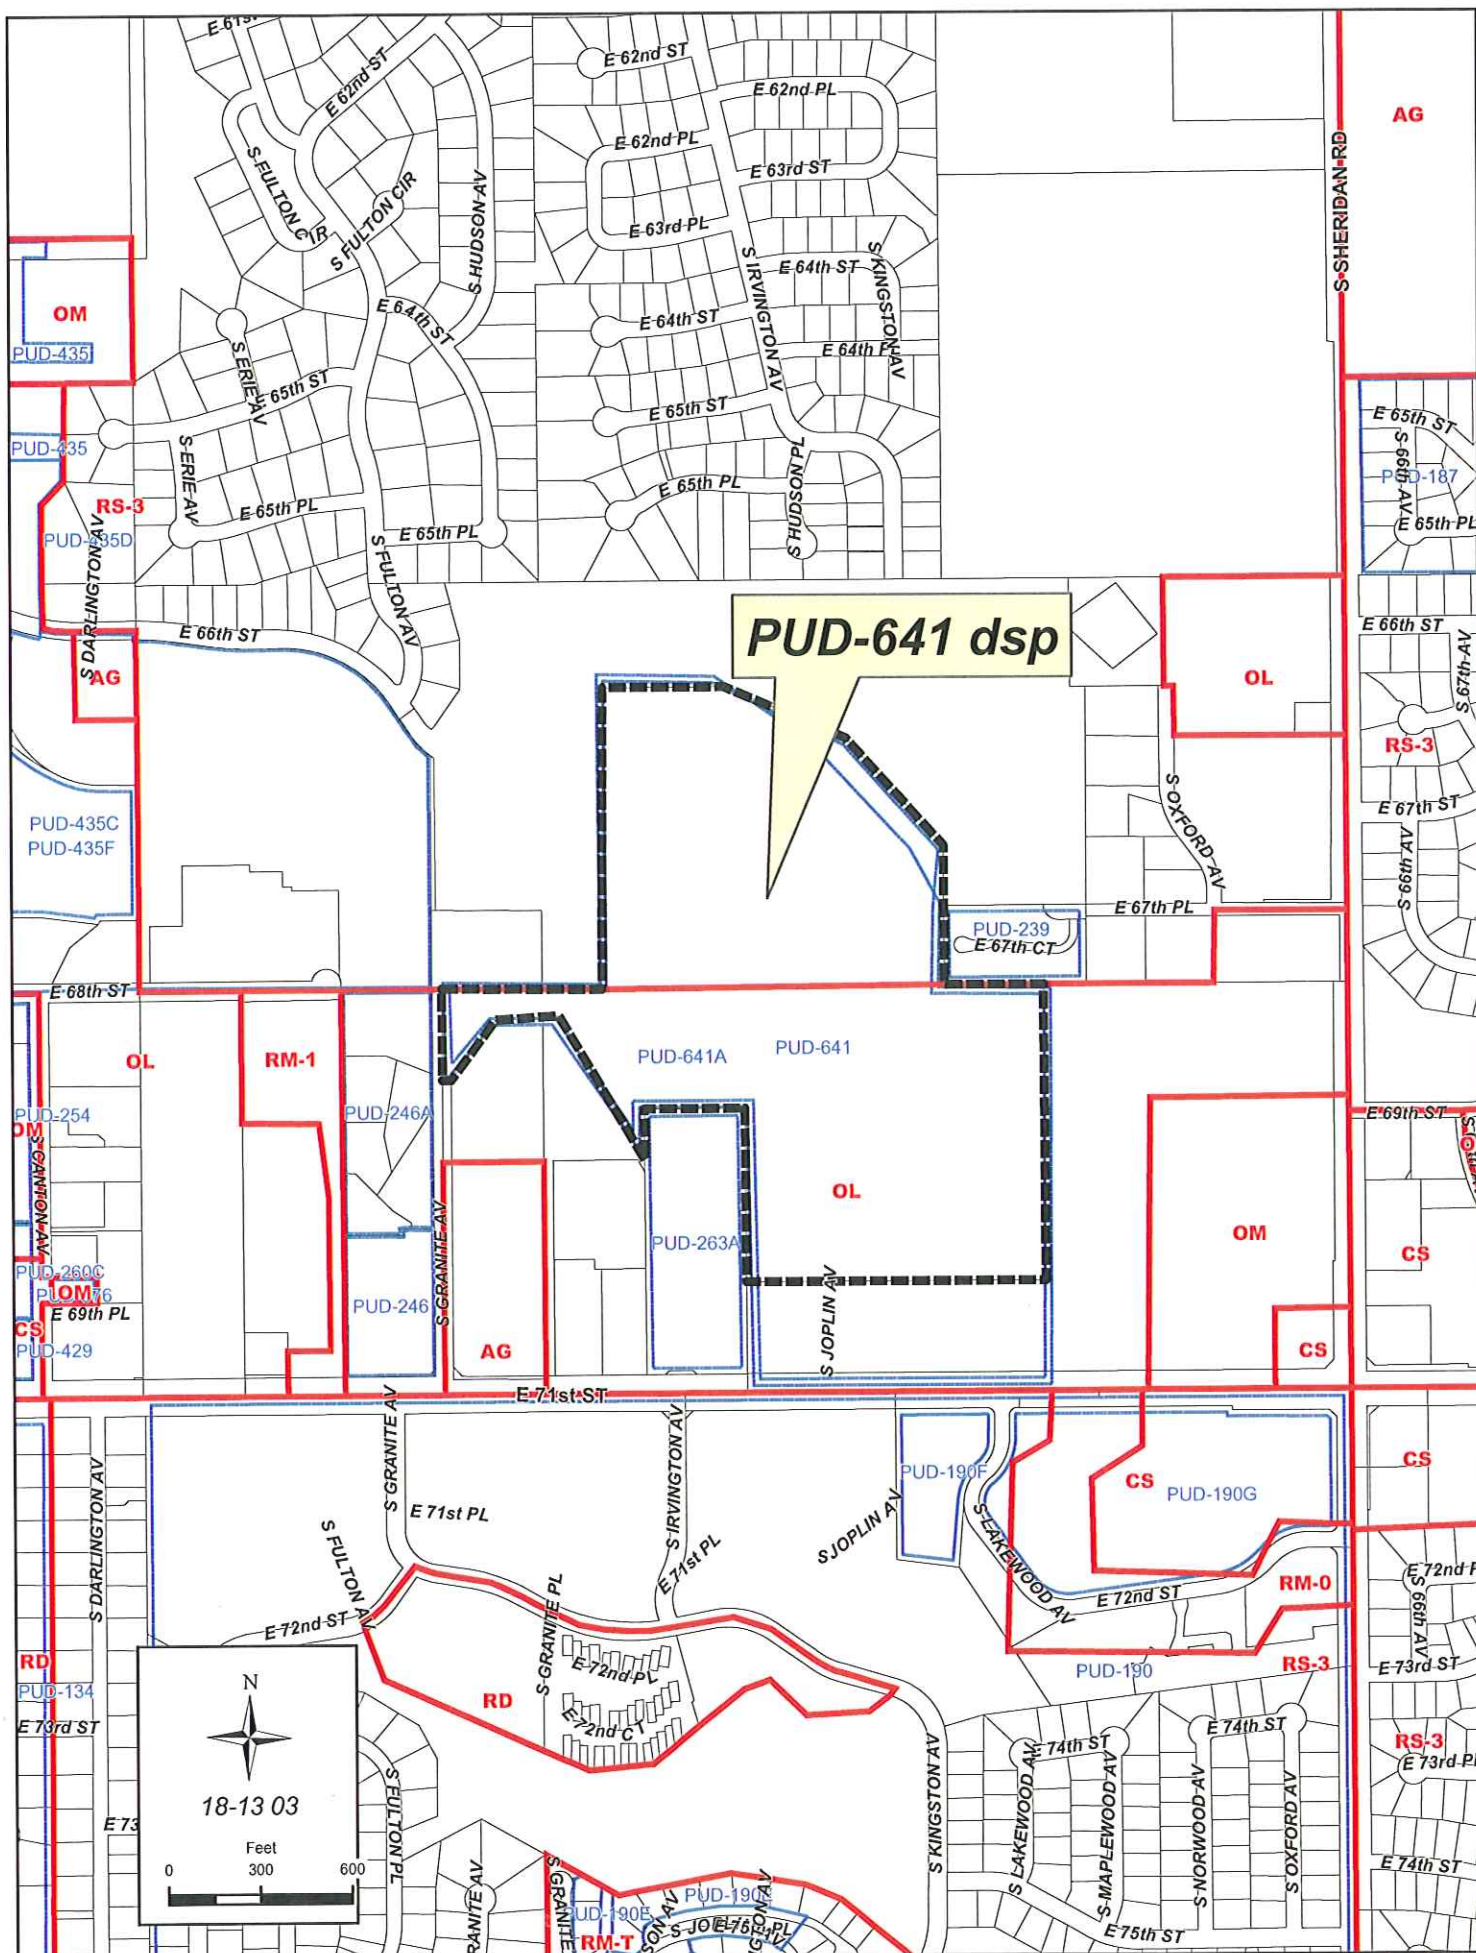 E 62nd ST
E 62nd ST
E 62nd PL
AG
E 62nd PL
S SHERIDAN RD
S FULTON CIR
S FULTON CIR
S HUDSON AV
E 63rd ST
E 63rd PL
S IRVINGTON AV
E 64th ST
S KINGSTON AV
OM
PUD-435
E 64th ST
E 64th ST
S ERIE AV
65th ST
E 65th ST
E 65th ST
PUD-435
S ERIE AV
S HUDSON PL
S 66th AV
PUD-187
RS-3
E 65th PL
E 65th PL
E 65th PL
E 65th PL
PUD-435D
S DARLINGTON AV
S FULTON AV
E 66th ST
PUD-641 dsp
E 66th ST
S 67th AV
AG
OL
RS-3
S OXFORD AV
E 67th ST
PUD-435C
PUD-435F
S 66th AV
E 67th PL
PUD-239
E 67th CT
E 68th ST
OL
RM-1
PUD-641A
PUD-641
PUD-254
OM
PUD-246A
E 69th ST
S CANTON AV
OL
OM
CS
S GRANITE AV
PUD-263A
PUD-260C
OM
PUD-246
S JOPLIN AV
E 69th PL
CS
PUD-429
AG
CS
E 71st ST
S GRANITE AV
S IRVINGTON AV
PUD-190F
CS
CS
PUD-190G
S DARLINGTON AV
E 71st PL
S JOPLIN AV
S FULTON AV
E 71st PL
S LAKEWOOD AV
E 72nd ST
RM-0
S 66th AV
E 72nd ST
S GRANITE PL
E 72nd PL
RD
PUD-134
RD
PUD-190
RS-3
E 73rd ST
E 73rd ST
E 72nd CT
E 74th ST
E 74th ST
RS-3
E 73rd PL
N
18-13 03
Feet
0 300 600
S FULTON PL
S KINGSTON AV
S LAKEWOOD AV
S MAPLEWOOD AV
S NORWOOD AV
S OXFORD AV
E 74th ST
PUD-190E
RM-T
E 75th ST